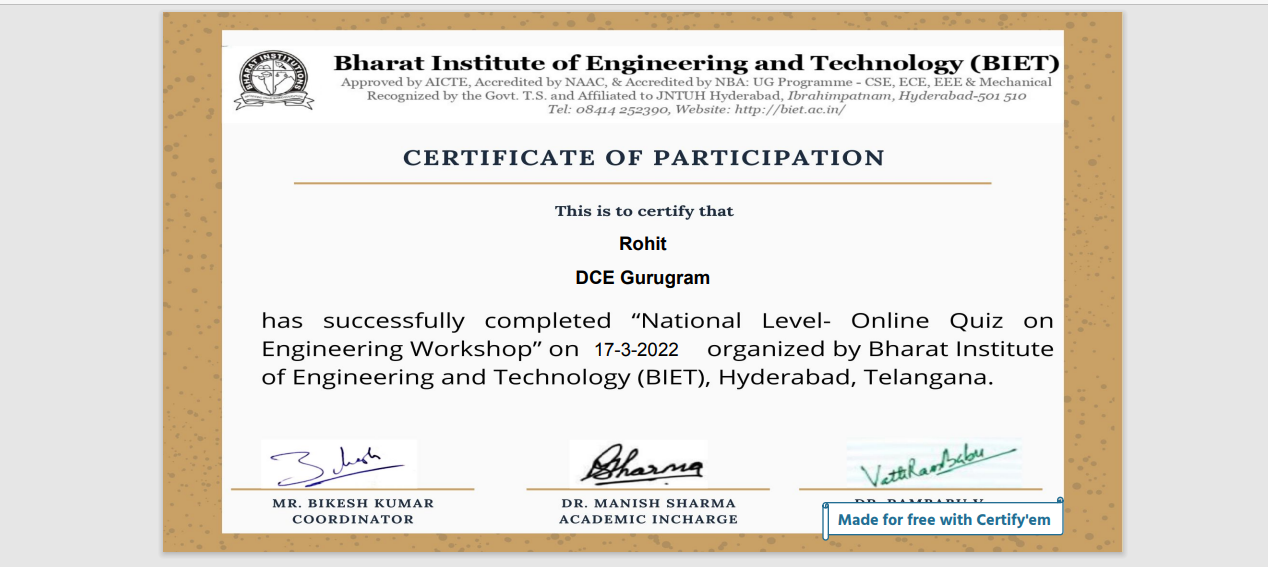 BHARAT INSTITUTIONS
Bharat Institute of Engineering and Technology (BIET)
Approved by AICTE, Accredited by NAAC, & Accredited by NBA: UG Programme - CSE, ECE, EEE & Mechanical
Recognized by the Govt. T.S. and Affiliated to JNTUH Hyderabad, Ibrahimpatnam, Hyderabad-501 510
Tel: 08414 252390, Website: http://biet.ac.in/
CERTIFICATE OF PARTICIPATION
This is to certify that
Rohit
DCE Gurugram
has successfully completed “National Level- Online Quiz on
Engineering Workshop” on 17-3-2022 organized by Bharat Institute
of Engineering and Technology (BIET), Hyderabad, Telangana.
Bikesh
Sharma
MR. BIKESH KUMAR
DR. MANISH SHARMA
DR. RAMBABU V
COORDINATOR
ACADEMIC INCHARGE
Made for free with Certify'em